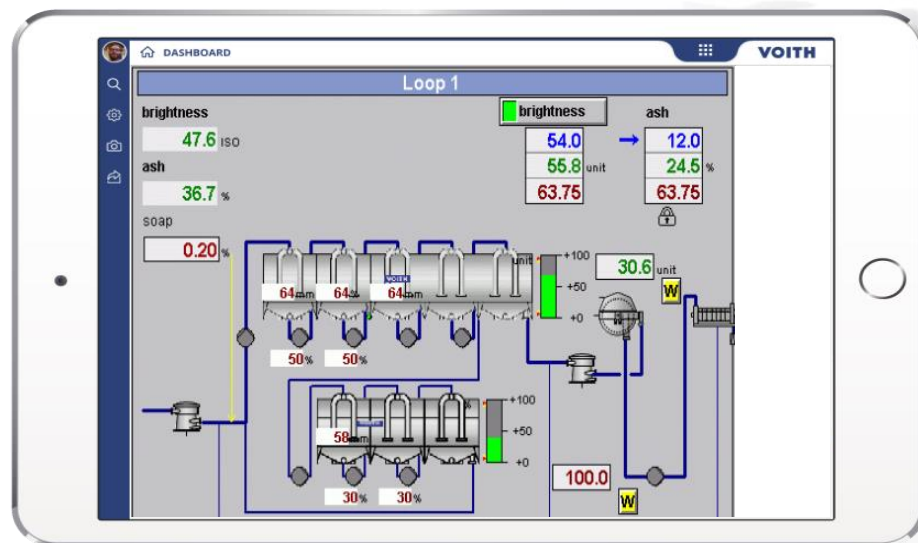 DASHBOARD
VOITH
Loop 1
brightness
47.6 ISO
ash
36.7 %
soap
0.20 %
brightness
54.0
55.8 unit
63.75
ash
12.0
24.5 %
63.75
unit
+100
+50
+0
30.6 unit
W
VOITH
64 mm
64%
64 mm
50%
50%
%
+100
+50
+0
58 mm
30%
30%
100.0
W